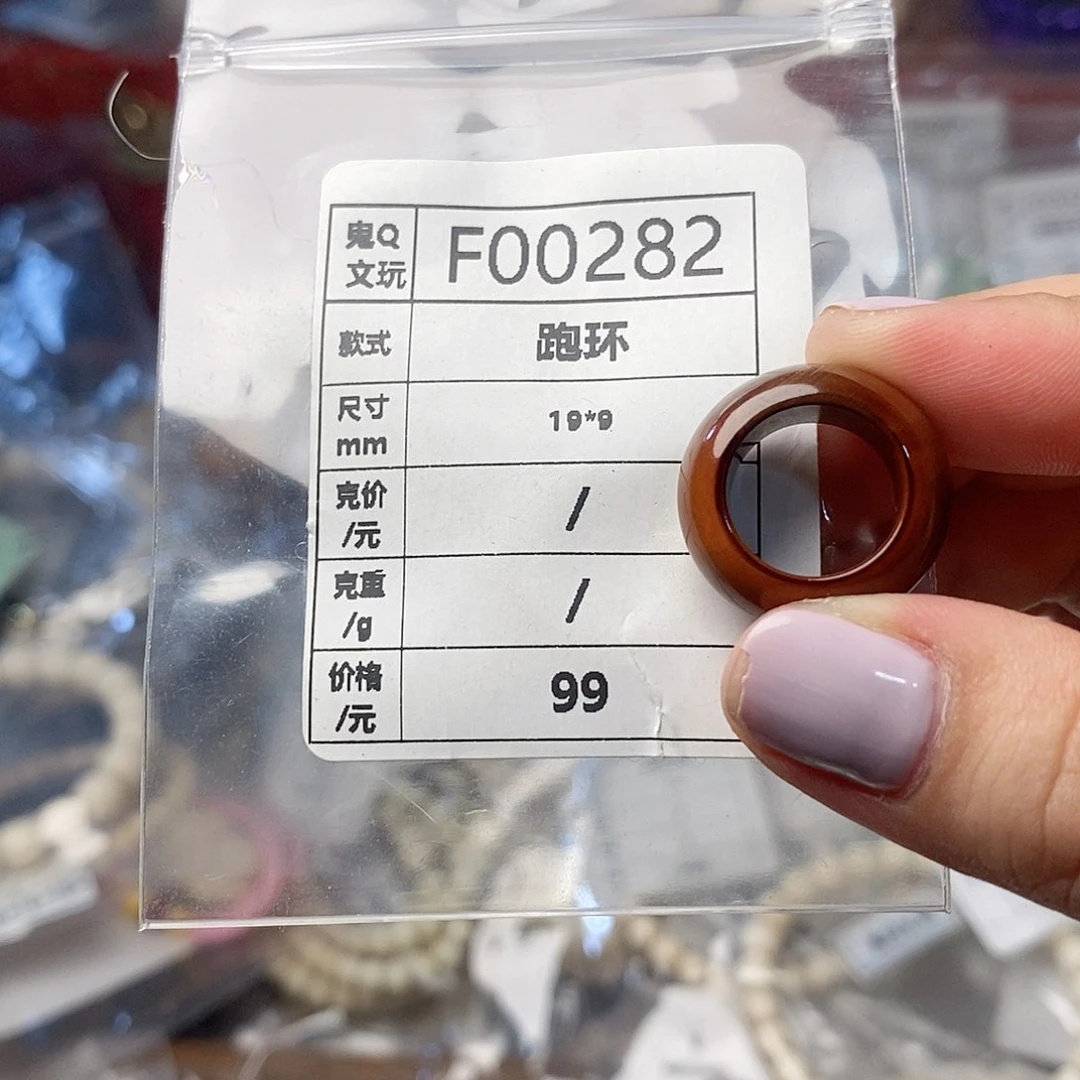 鬼Q
文玩
F00282
款式
跑环
尺寸
mm
19*9
克价
/元
/
克重
/g
/
价格
/元
99